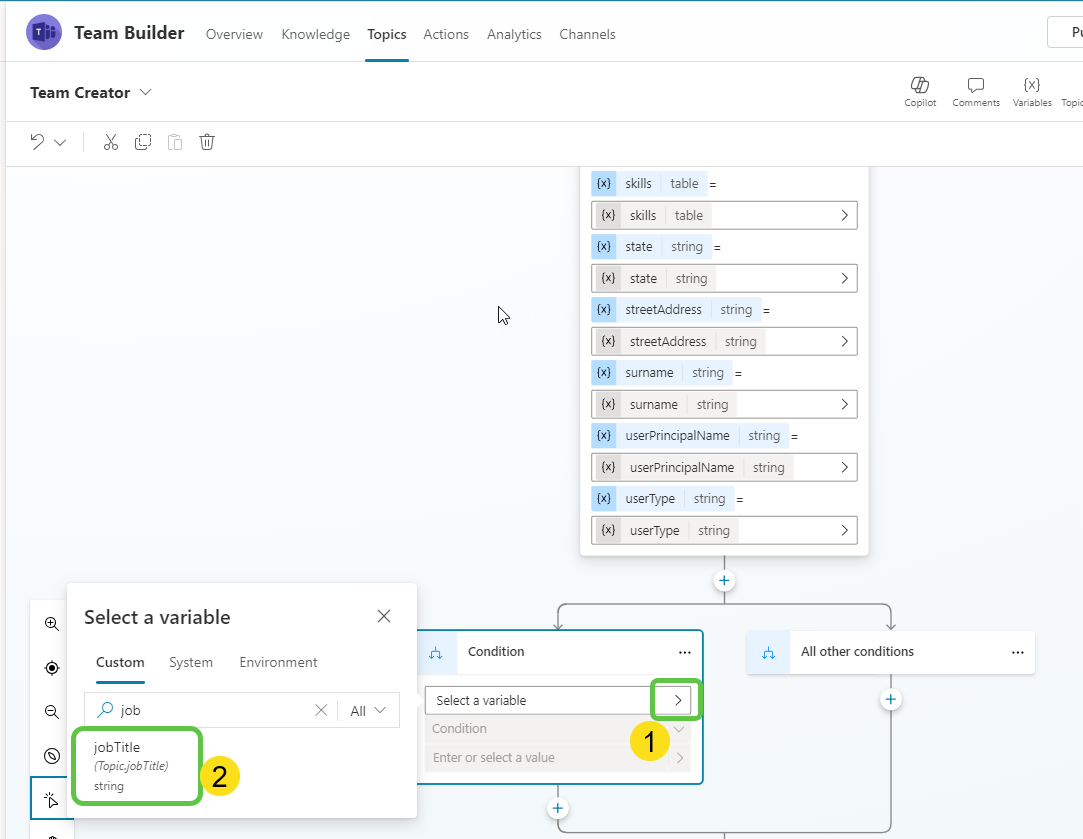 Team Builder Overview Knowledge Topics Actions Analytics Channels
Team Creator
Copilot Comments Variables
{x} skills table =
{x} skills table
{x} state string =
{x} state string
{x} streetAddress string =
{x} streetAddress string
{x} surname string =
{x} surname string
{x} userPrincipalName string =
{x} userPrincipalName string
{x} userType string =
{x} userType string
Select a variable
Custom System Environment
job All
jobTitle
(Topic.jobTitle)
string
2
Condition
Select a variable
Condition
1
Enter or select a value
All other conditions